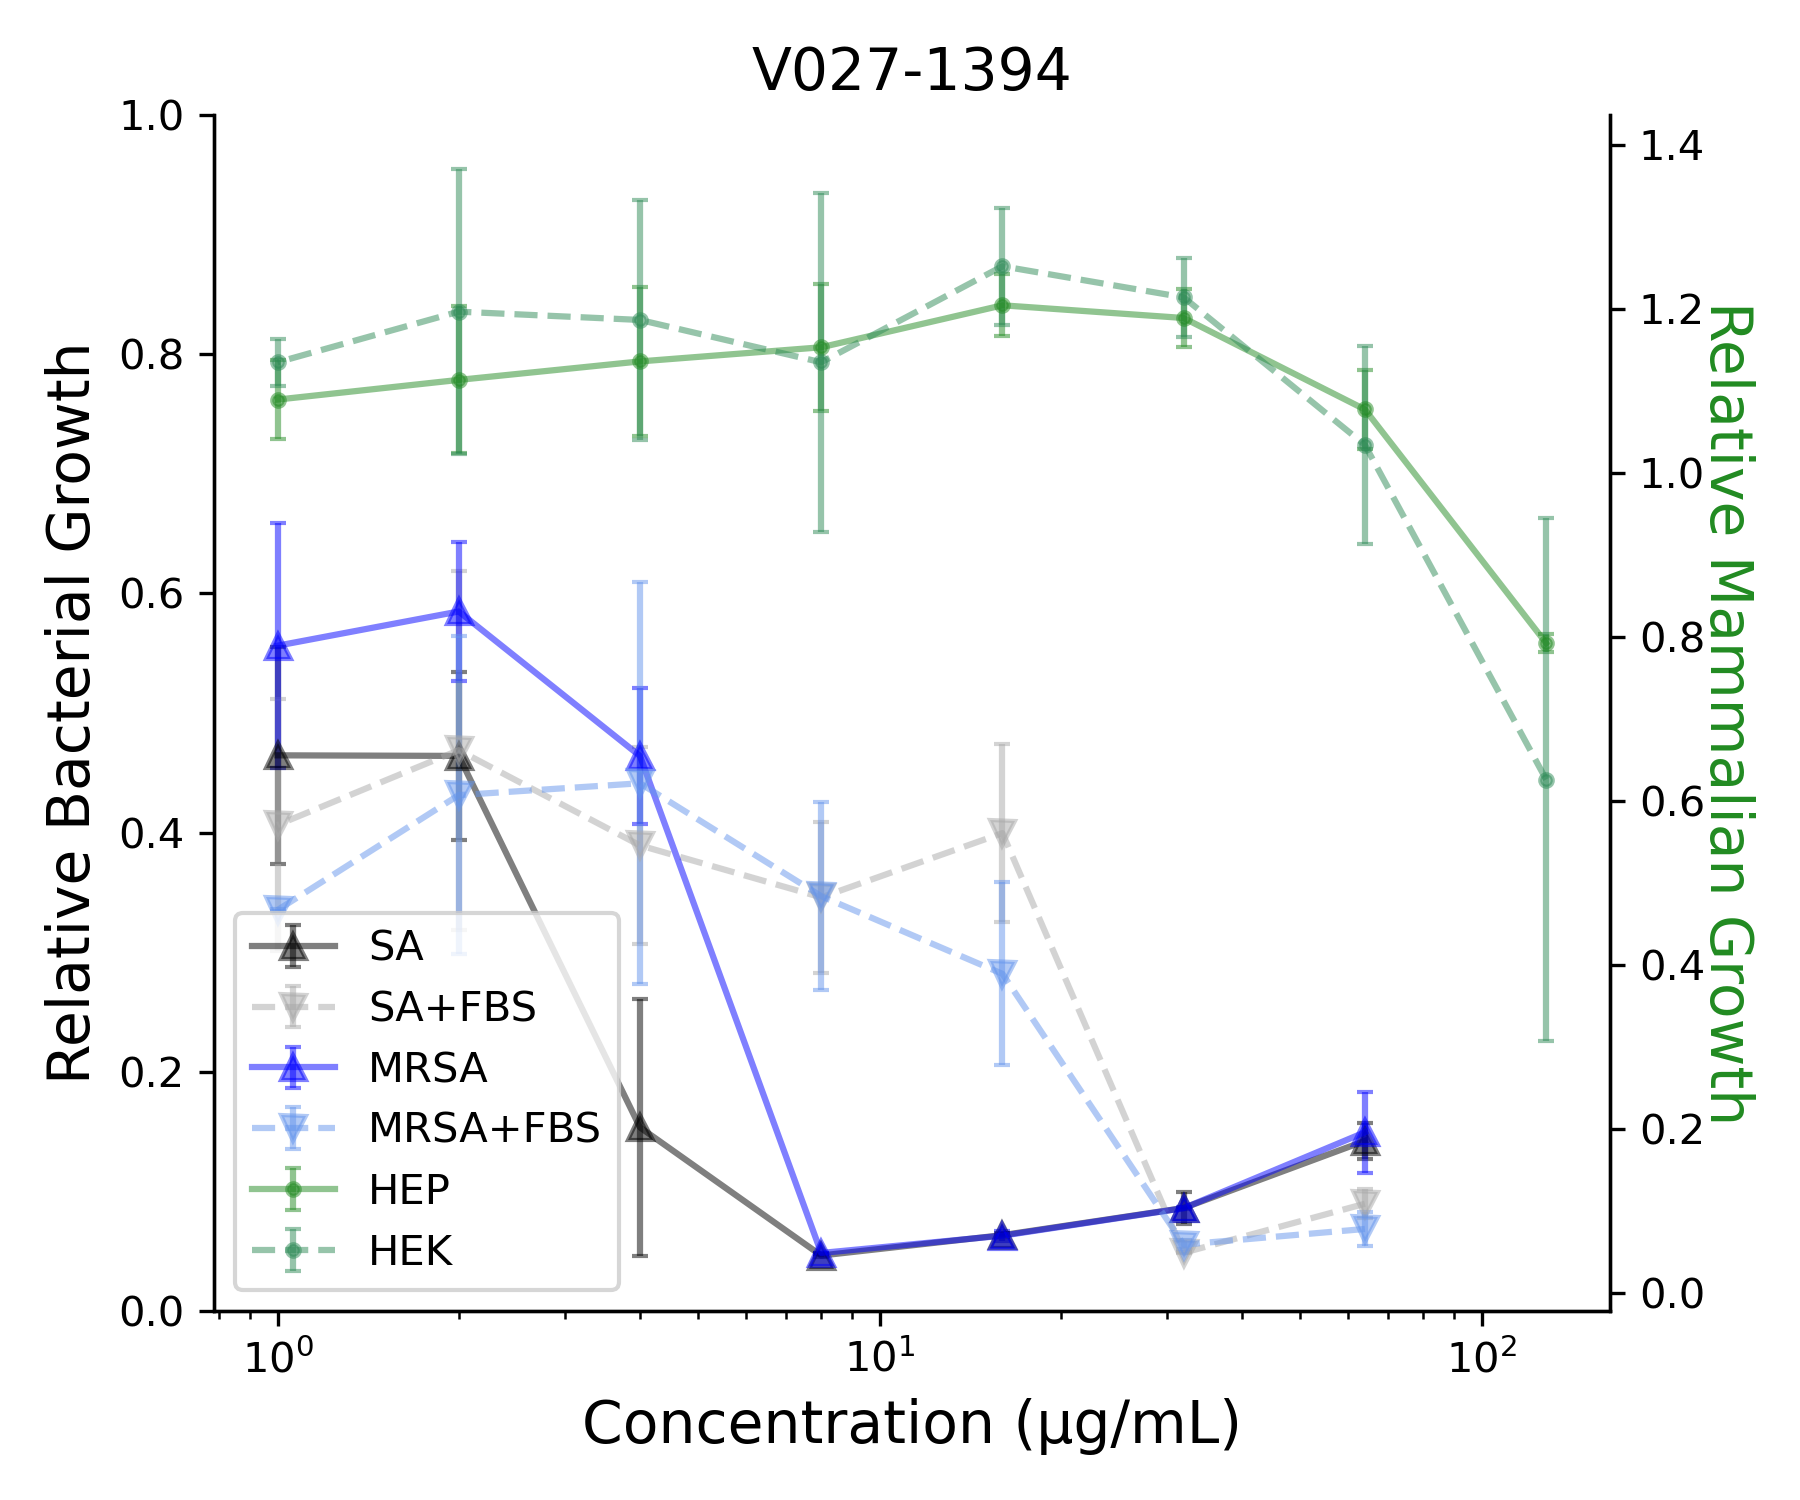 V027-1394
Relative Bacterial Growth
1.0
0.8
0.6
0.4
0.2
0.0
1.4
1.2
1.0
0.8
0.6
0.4
0.2
0.0
Relative Mammalian Growth
SA
SA+FBS
MRSA
MRSA+FBS
HEP
HEK
10⁰
10¹
10²
Concentration (µg/mL)